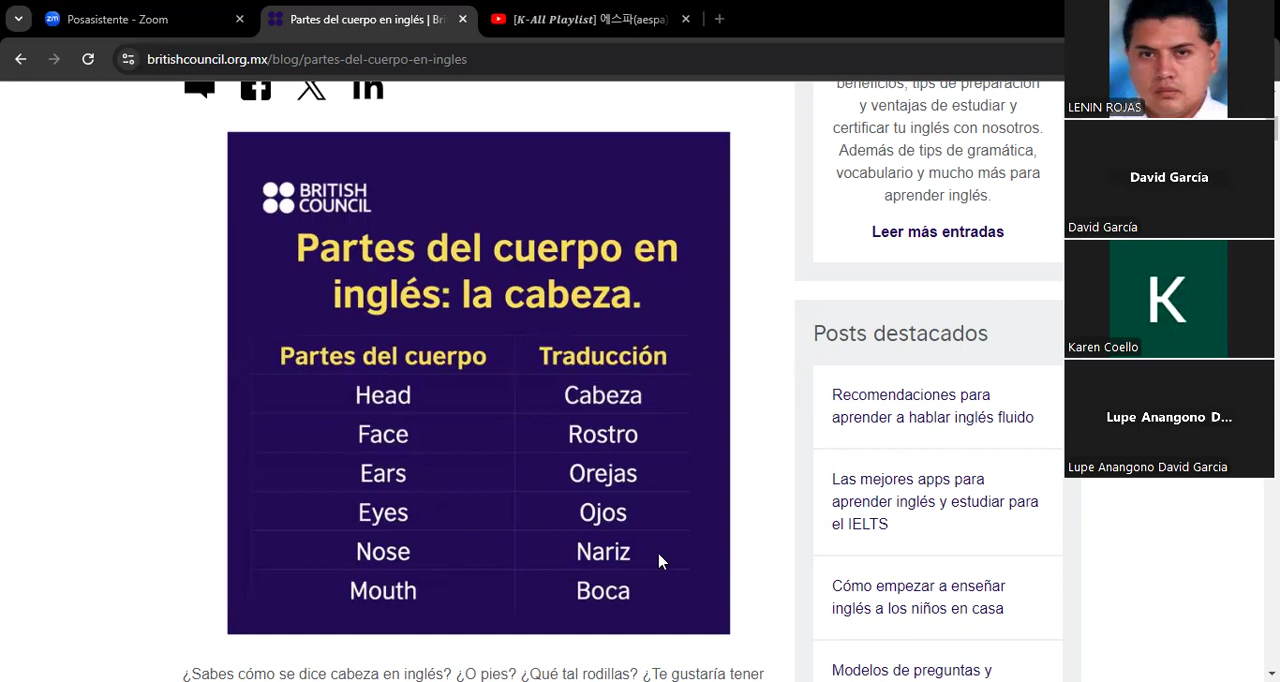 zm Posasistente - Zoom
Partes del cuerpo en inglés | Bri
[K-All Playlist] 에스파(aespa)
britishcouncil.org.mx/blog/partes-del-cuerpo-en-ingles
BRITISH
COUNCIL
Partes del cuerpo en
inglés: la cabeza.
Partes del cuerpo Traducción
Head Cabeza
Face Rostro
Ears Orejas
Eyes Ojos
Nose Nariz
Mouth Boca
¿Sabes cómo se dice cabeza en inglés? ¿O pies? ¿Qué tal rodillas? ¿Te gustaría tener
beneficios, tips de preparación
y ventajas de estudiar y
certificar tu inglés con nosotros.
Además de tips de gramática,
vocabulario y mucho más para
aprender inglés.
Leer más entradas
Posts destacados
Recomendaciones para
aprender a hablar inglés fluido
Las mejores apps para
aprender inglés y estudiar para
el IELTS
Cómo empezar a enseñar
inglés a los niños en casa
Modelos de preguntas y
LENIN ROJAS
David García
David García
K
Karen Coello
Lupe Anangono D...
Lupe Anangono David Garcia